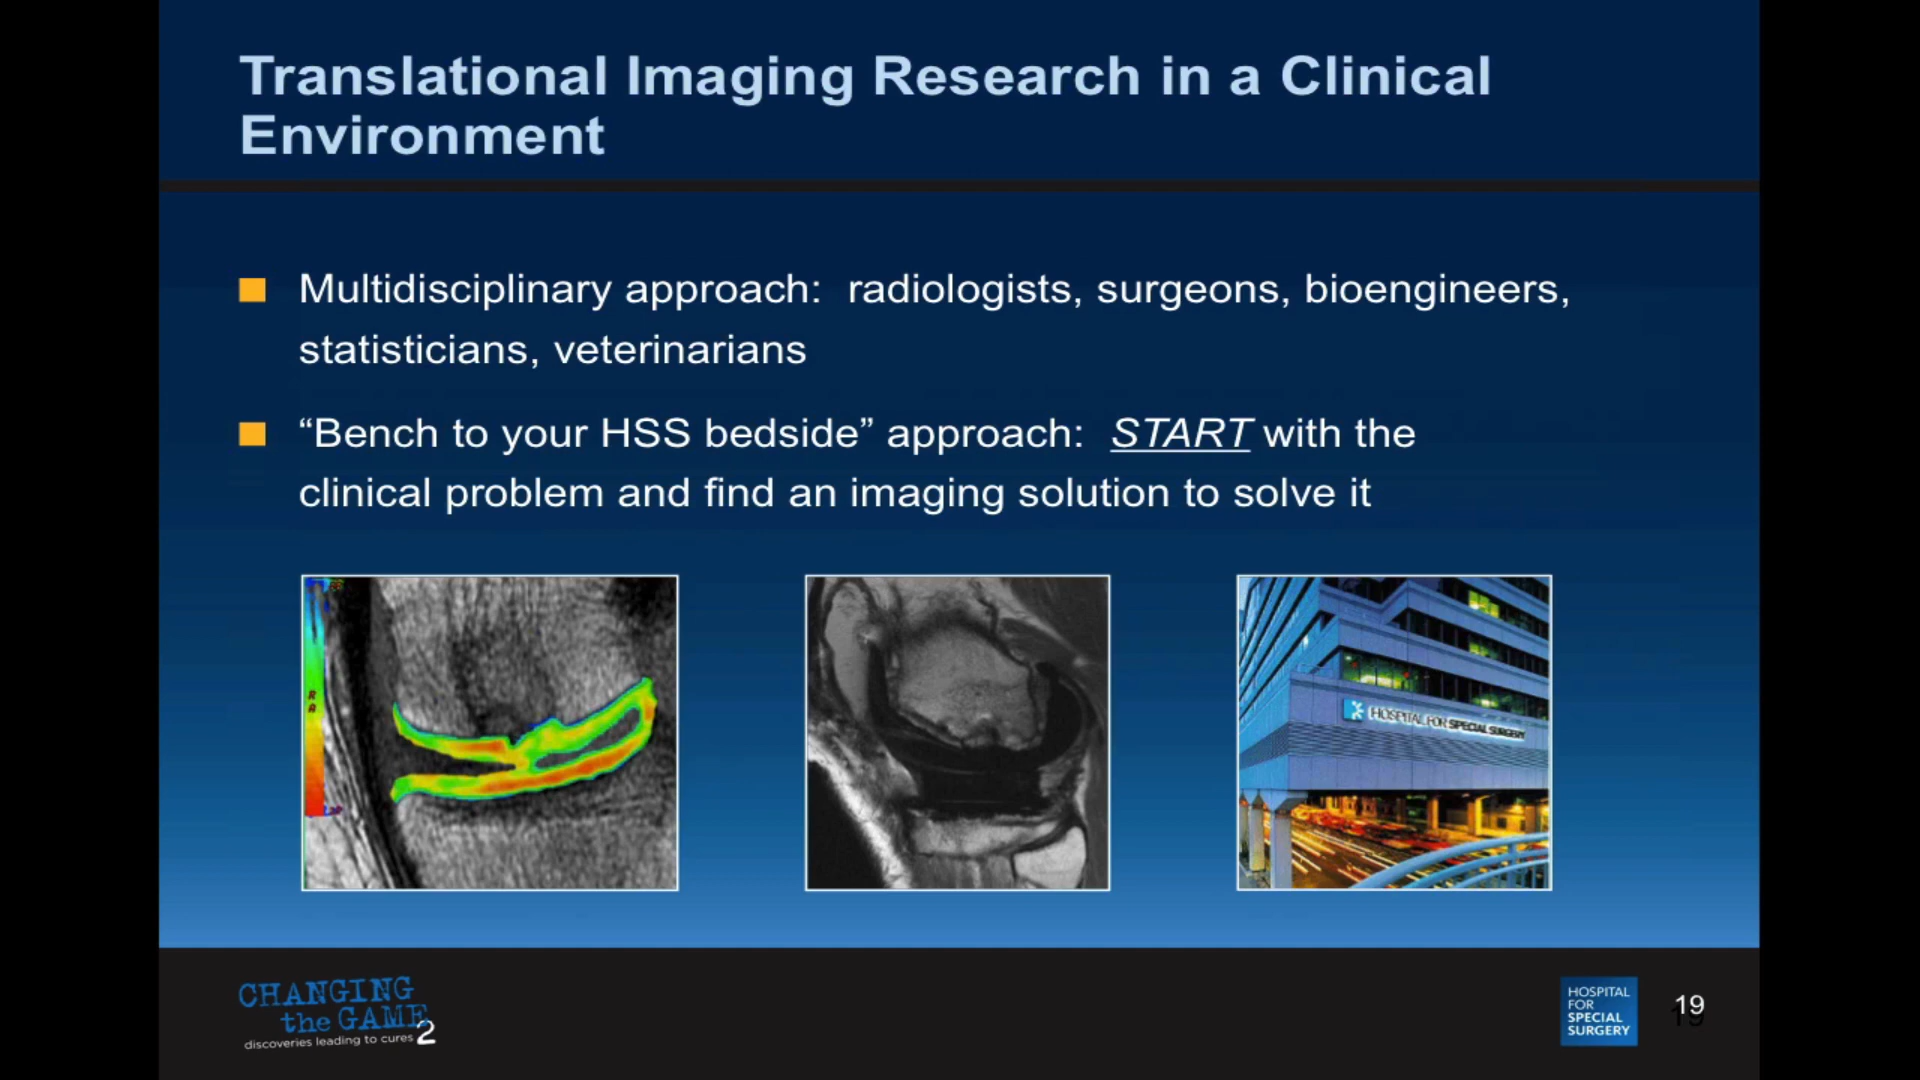 Translational Imaging Research in a Clinical
Environment
Multidisciplinary approach: radiologists, surgeons, bioengineers,
statisticians, veterinarians
“Bench to your HSS bedside” approach: START with the
clinical problem and find an imaging solution to solve it
R
A
HOSPITAL FOR SPECIAL SURGERY
CHANGING
the GAME
2
discoveries leading to cures
HOSPITAL
FOR
SPECIAL
SURGERY
19